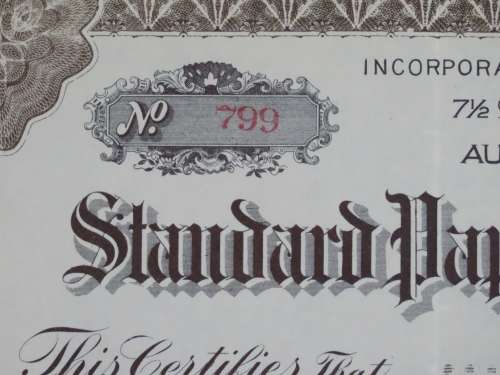 INCORPORA
No. 799
7½
AU
Standard Pap
This Certifies That